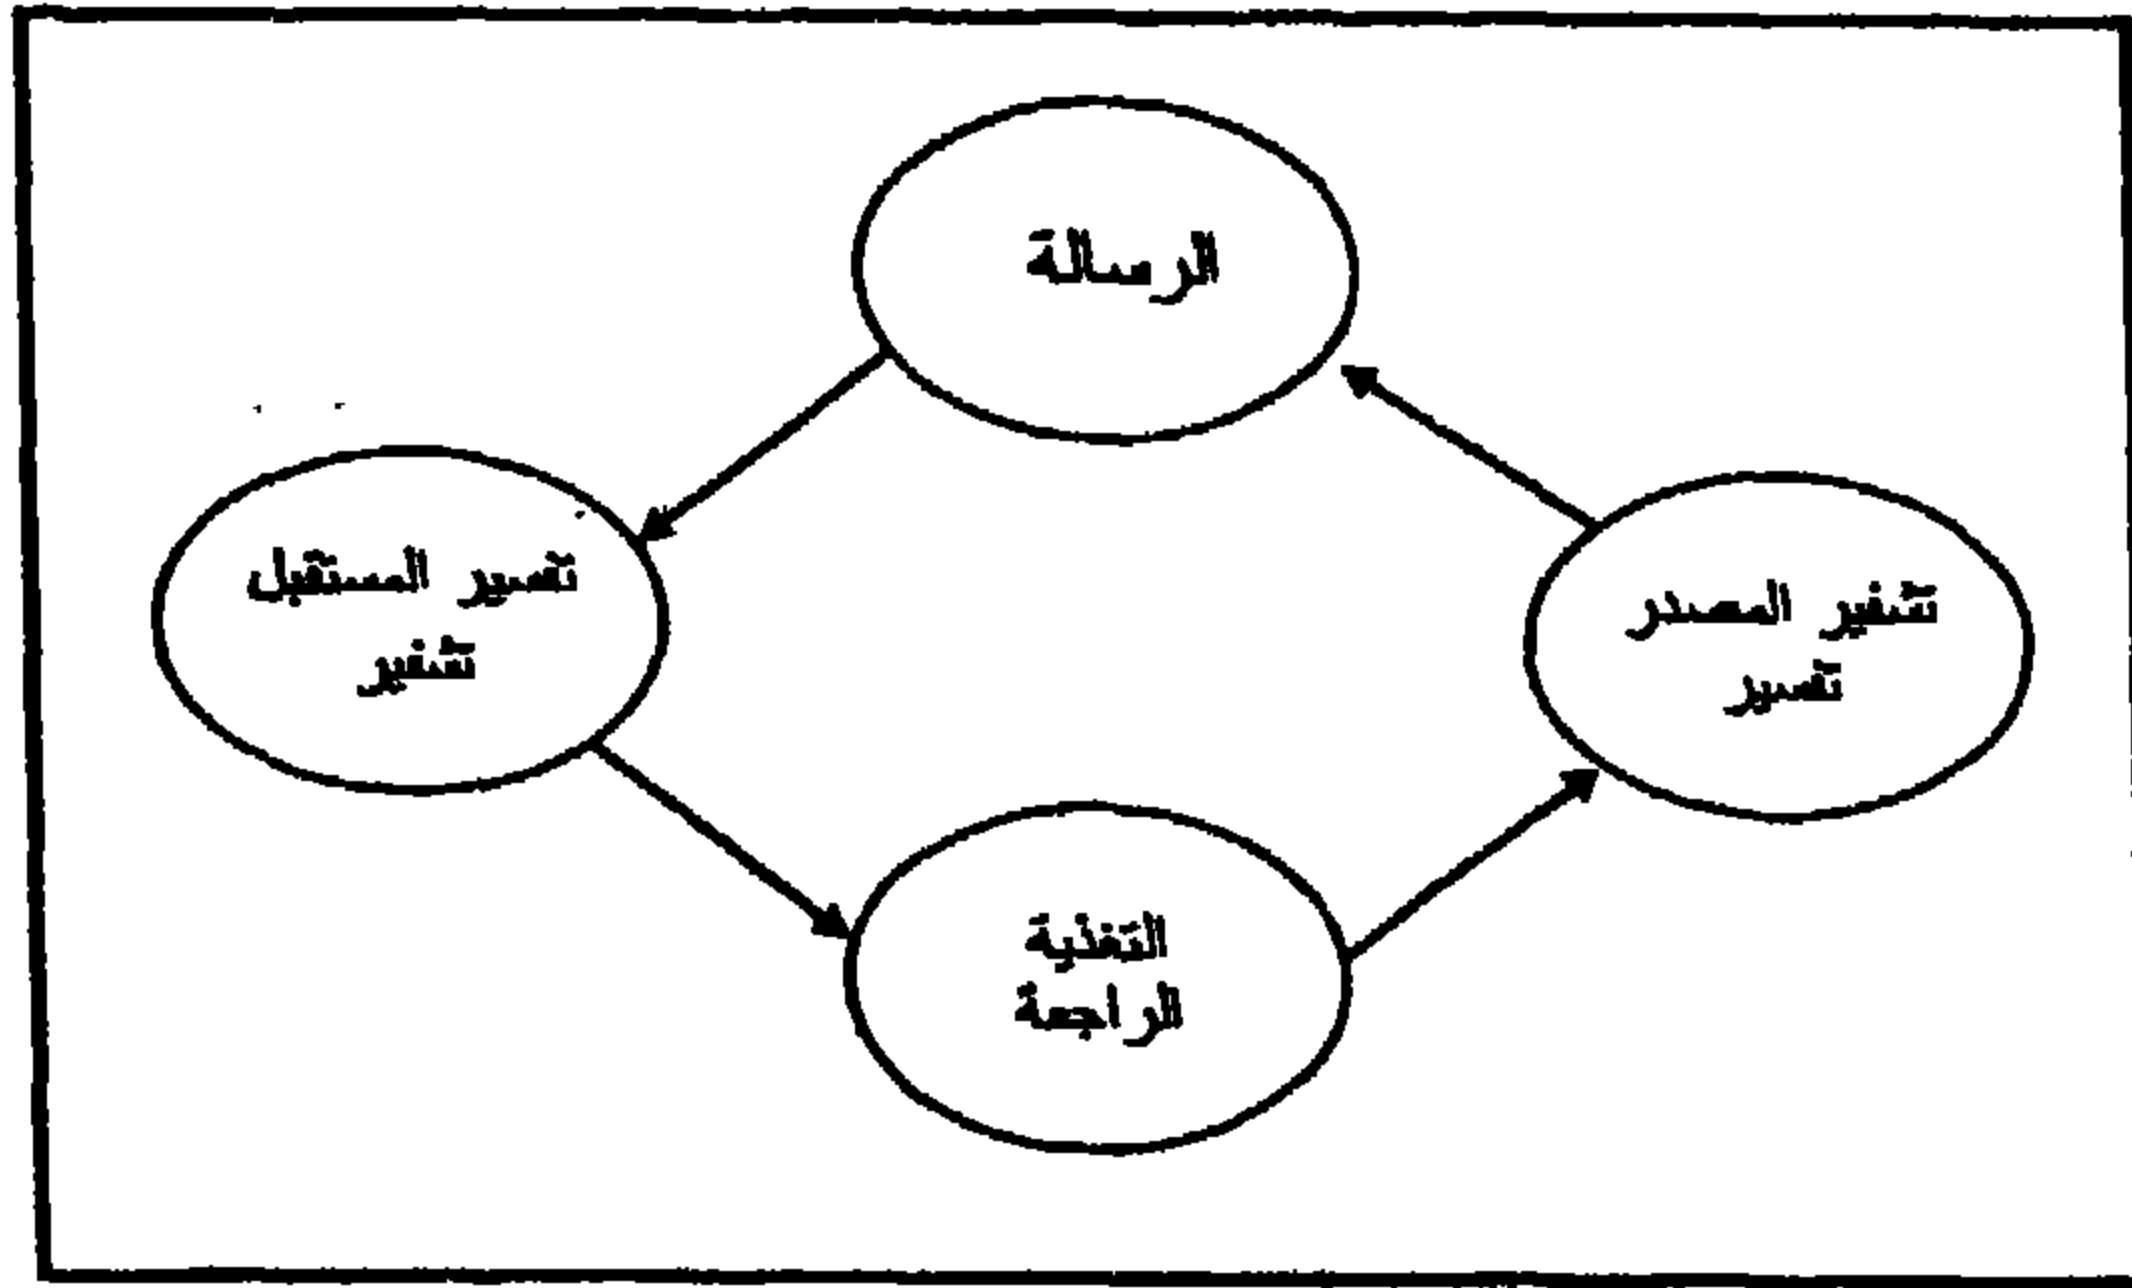 الرسالة
تشفير المصدر
تفسير
تفسير المستقبل
تشفير
التغذية
الراجعة